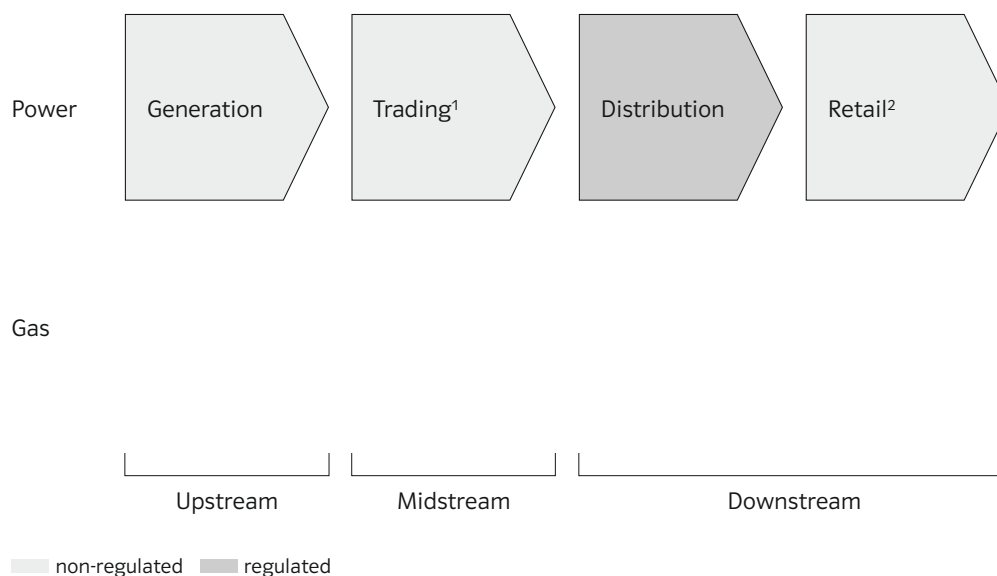 Power Generation Trading¹ Distribution Retail²
Gas
Upstream Midstream Downstream
non-regulated regulated